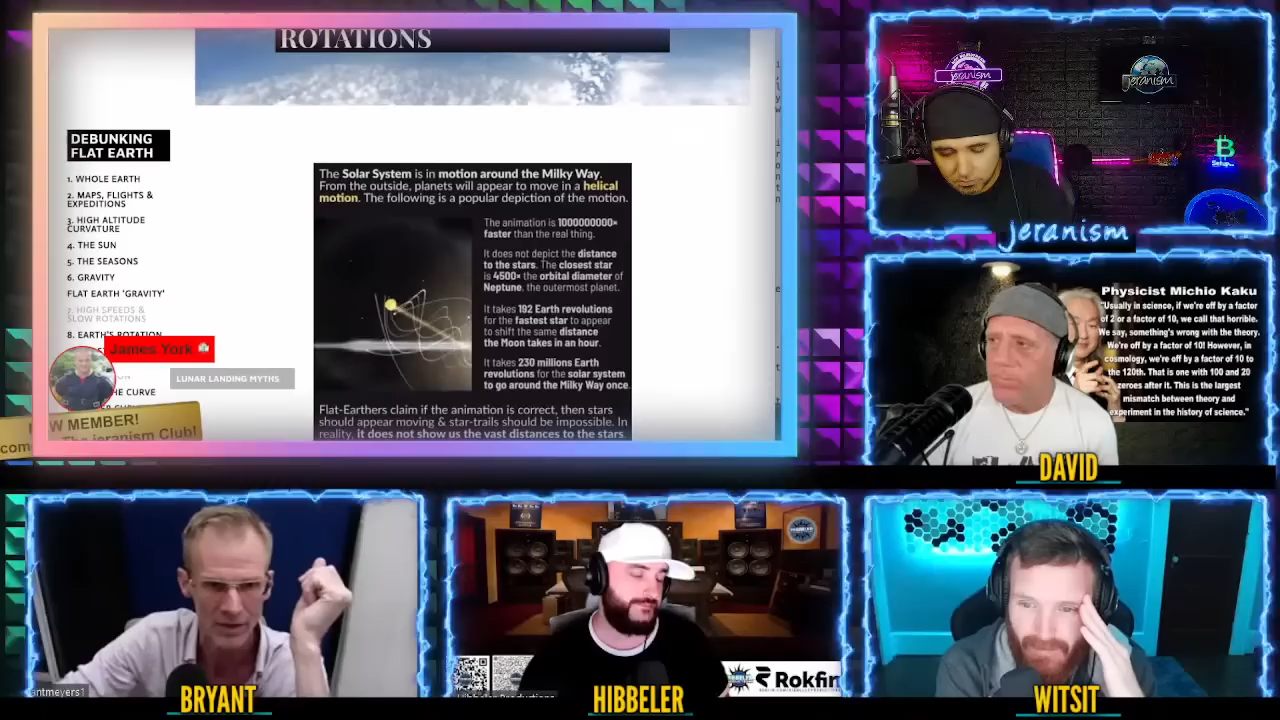 ROTATIONS
DEBUNKING
FLAT EARTH
1. WHOLE EARTH
2. MAPS, FLIGHTS &
EXPEDITIONS
3. HIGH ALTITUDE
CURVATURE
4. THE SUN
5. THE SEASONS
6. GRAVITY
FLAT EARTH 'GRAVITY'
7. HIGH SPEEDS &
SLOW ROTATIONS
8. EARTH'S ROTATION
James York
LUNAR LANDING MYTHS
HE CURVE
W MEMBER!
com
The jeranism Club!
The Solar System is in motion around the Milky Way.
From the outside, planets will appear to move in a helical
motion. The following is a popular depiction of the motion.
The animation is 1000000000×
faster than the real thing.
It does not depict the distance
to the stars. The closest star
is 4500× the orbital diameter of
Neptune, the outermost planet.
It takes 192 Earth revolutions
for the fastest star to appear
to shift the same distance
the Moon takes in an hour.
It takes 230 millions Earth
revolutions for the solar system
to go around the Milky Way once.
Flat-Earthers claim if the animation is correct, then stars
should appear moving & star-trails should be impossible. In
reality, it does not show us the vast distances to the stars.
jeranism
jeranism
jeranism
Physicist Michio Kaku
"Usually in science, if we're off by a factor
of 2 or a factor of 10, we call that horrible.
We say, something's wrong with the theory.
We're off by a factor of 10! However, in
cosmology, we're off by a factor of 10 to
the 120th. That is one with 100 and 20
zeroes after it. This is the largest
mismatch between theory and
experiment in the history of science."
DAVID
antmeyers1
BRYANT
Hibbeler Productions
Rokfin
HIBBELER
WITSIT